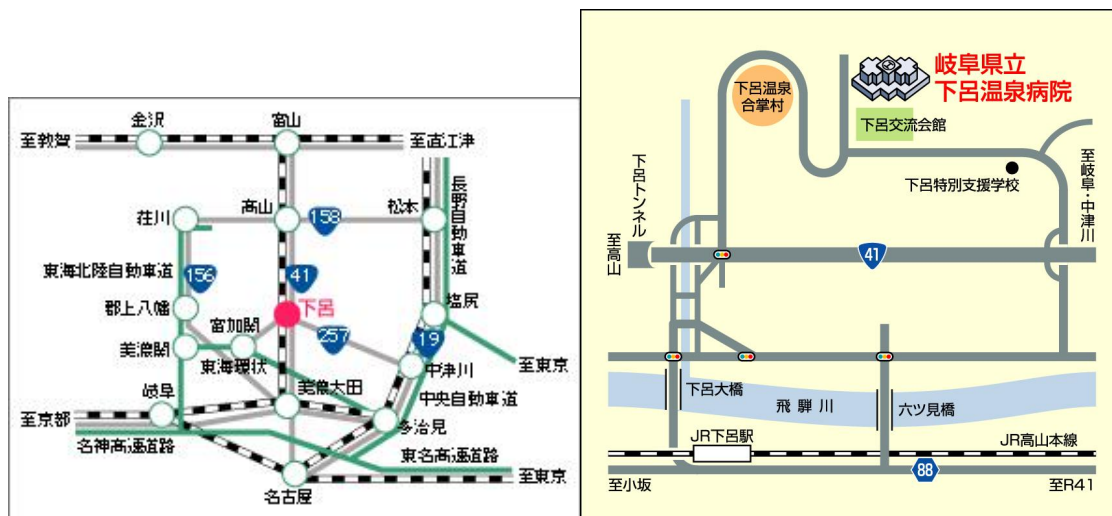 金沢
富山
至敦賀
至直江津
荘川
高山
158
松本
長野自動車道
東海北陸自動車道
156
41
下呂
郡上八幡
富加関
257
19
塩尻
美濃関
東海環状
至東京
中津川
岐阜
美濃太田
中央自動車道
至京都
多治見
名神高速道路
東名高速道路
名古屋
至東京
岐阜県立
下呂温泉病院
下呂温泉
合掌村
下呂交流会館
下呂特別支援学校
至岐阜・中津川
下呂トンネル
至高山
41
下呂大橋
飛騨川
六ツ見橋
JR下呂駅
JR高山本線
88
至小坂
至R41